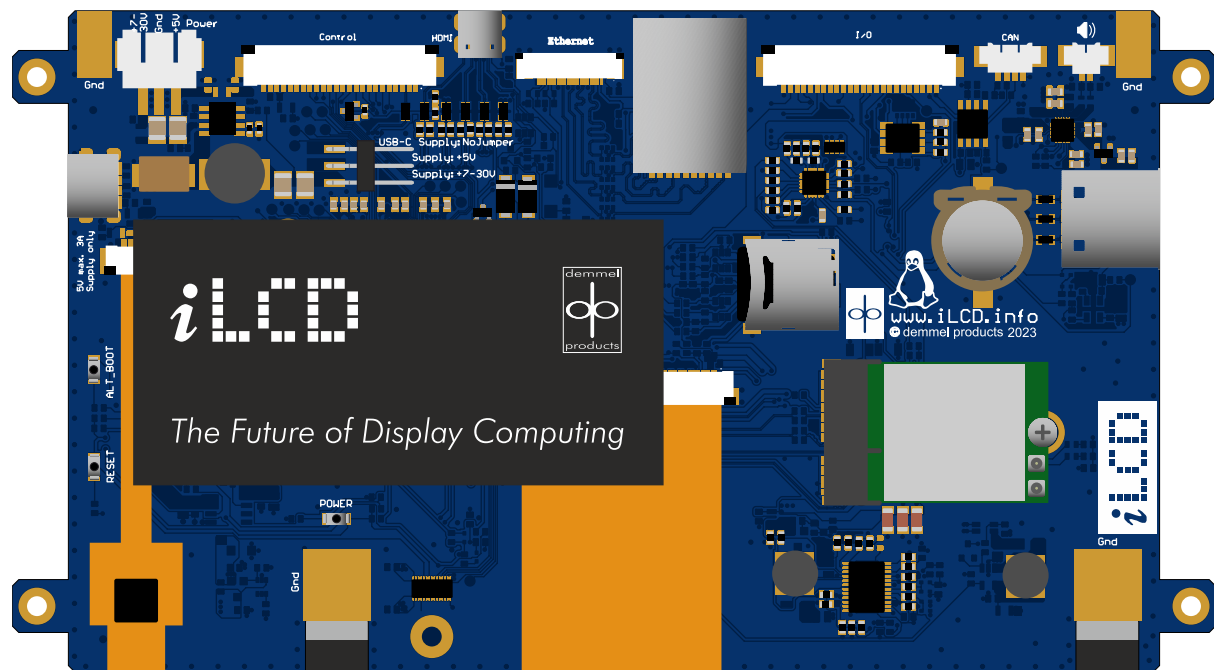 +7-
30V
Gnd
+5V
Power
Gnd
Control
HDMI
Ethernet
I/O
CAN
Gnd
USB-C Supply:NoJumper
Supply:+5V
Supply:+7-30V
5V max. 3A
Supply only
iLCD
demmel
dp
products
The Future of Display Computing
www.iLCD.info
© demmel products 2023
ALT_BOOT
RESET
POWER
iLCD
Gnd
Gnd